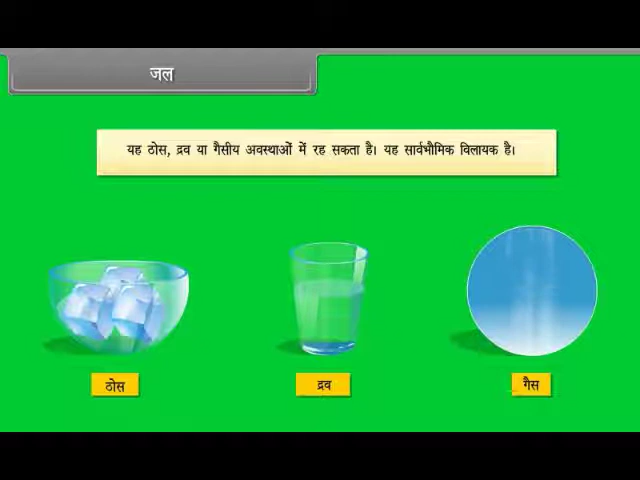 जल
यह ठोस, द्रव या गैसीय अवस्थाओं में रह सकता है। यह सार्वभौमिक विलायक है।
ठोस
द्रव
गैस